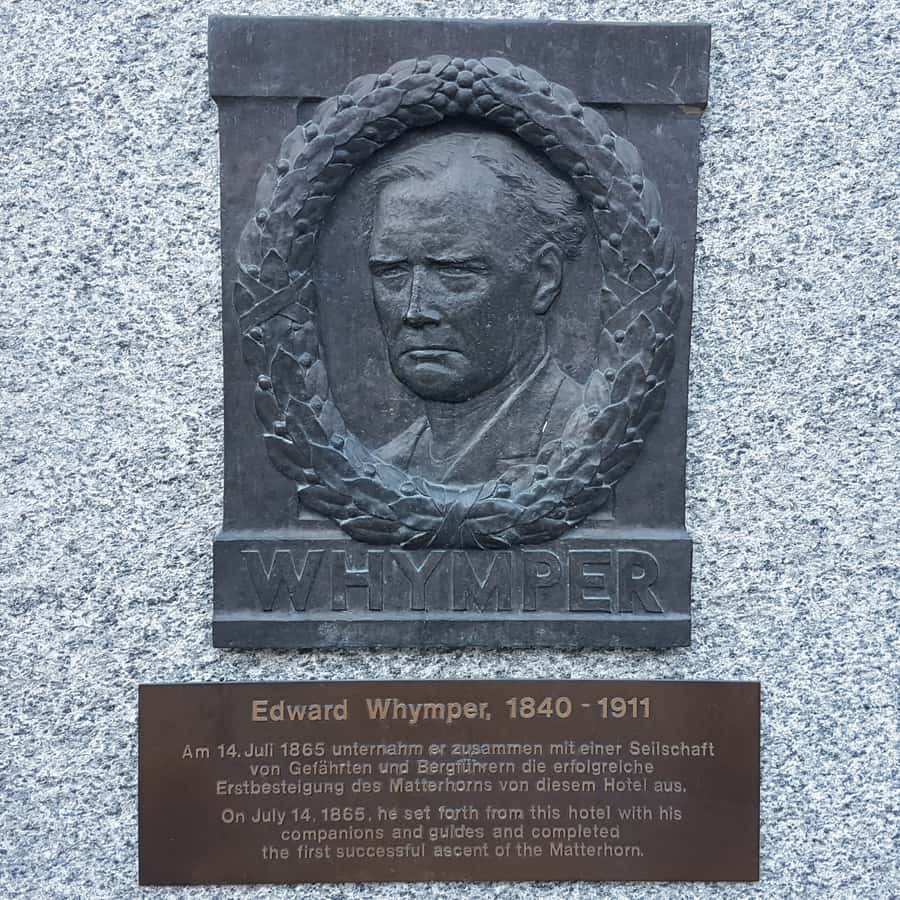 WHYMPER
Edward Whymper, 1840 - 1911
Am 14. Juli 1865 unternahm er zusammen mit einer Seilschaft
von Gefährten und Bergführern die erfolgreiche
Erstbesteigung des Matterhorns von diesem Hotel aus.
On July 14, 1865, he set forth from this hotel with his
companions and guides and completed
the first successful ascent of the Matterhorn.